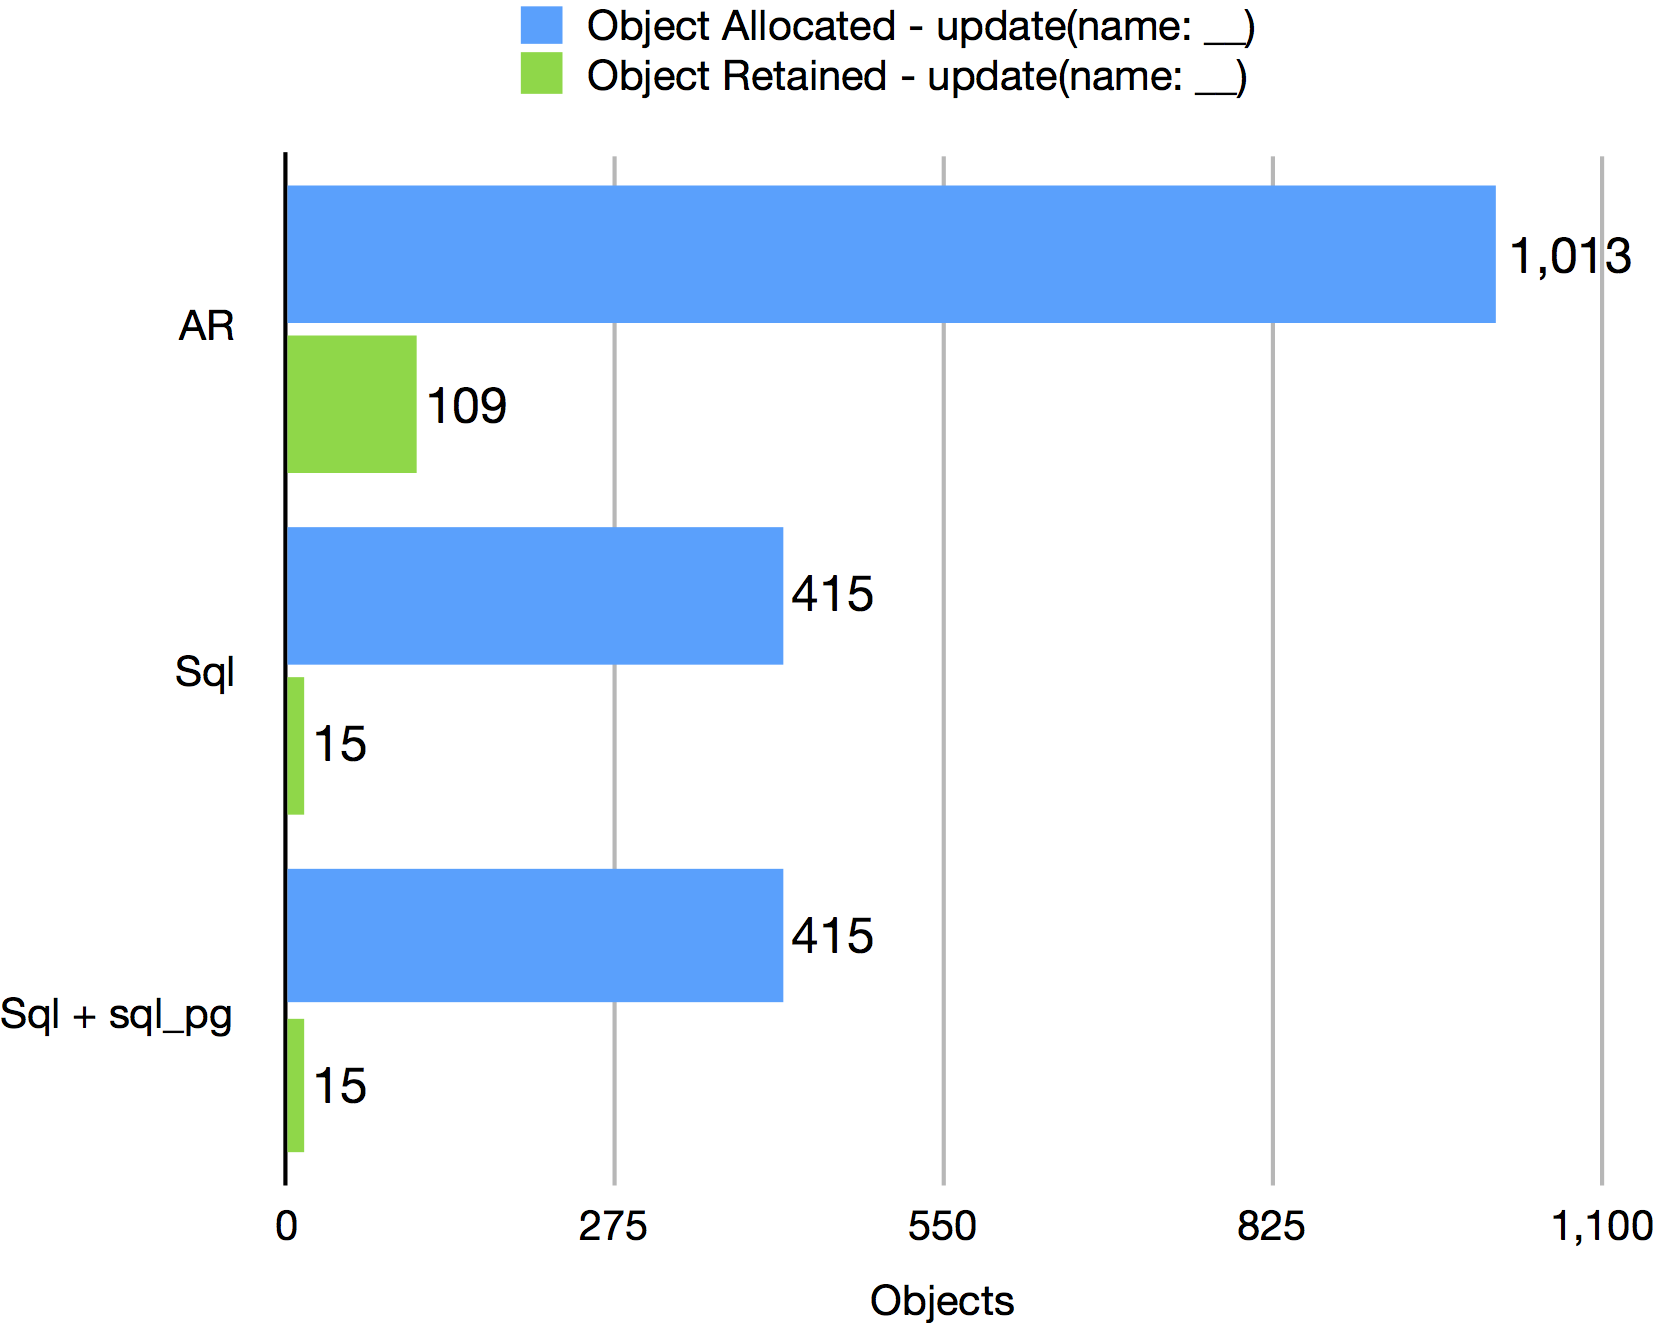 Object Allocated - update(name: __)
Object Retained - update(name: __)
1,013
AR
109
415
Sql
15
415
Sql + sql_pg
15
0 275 550 825 1,100
Objects